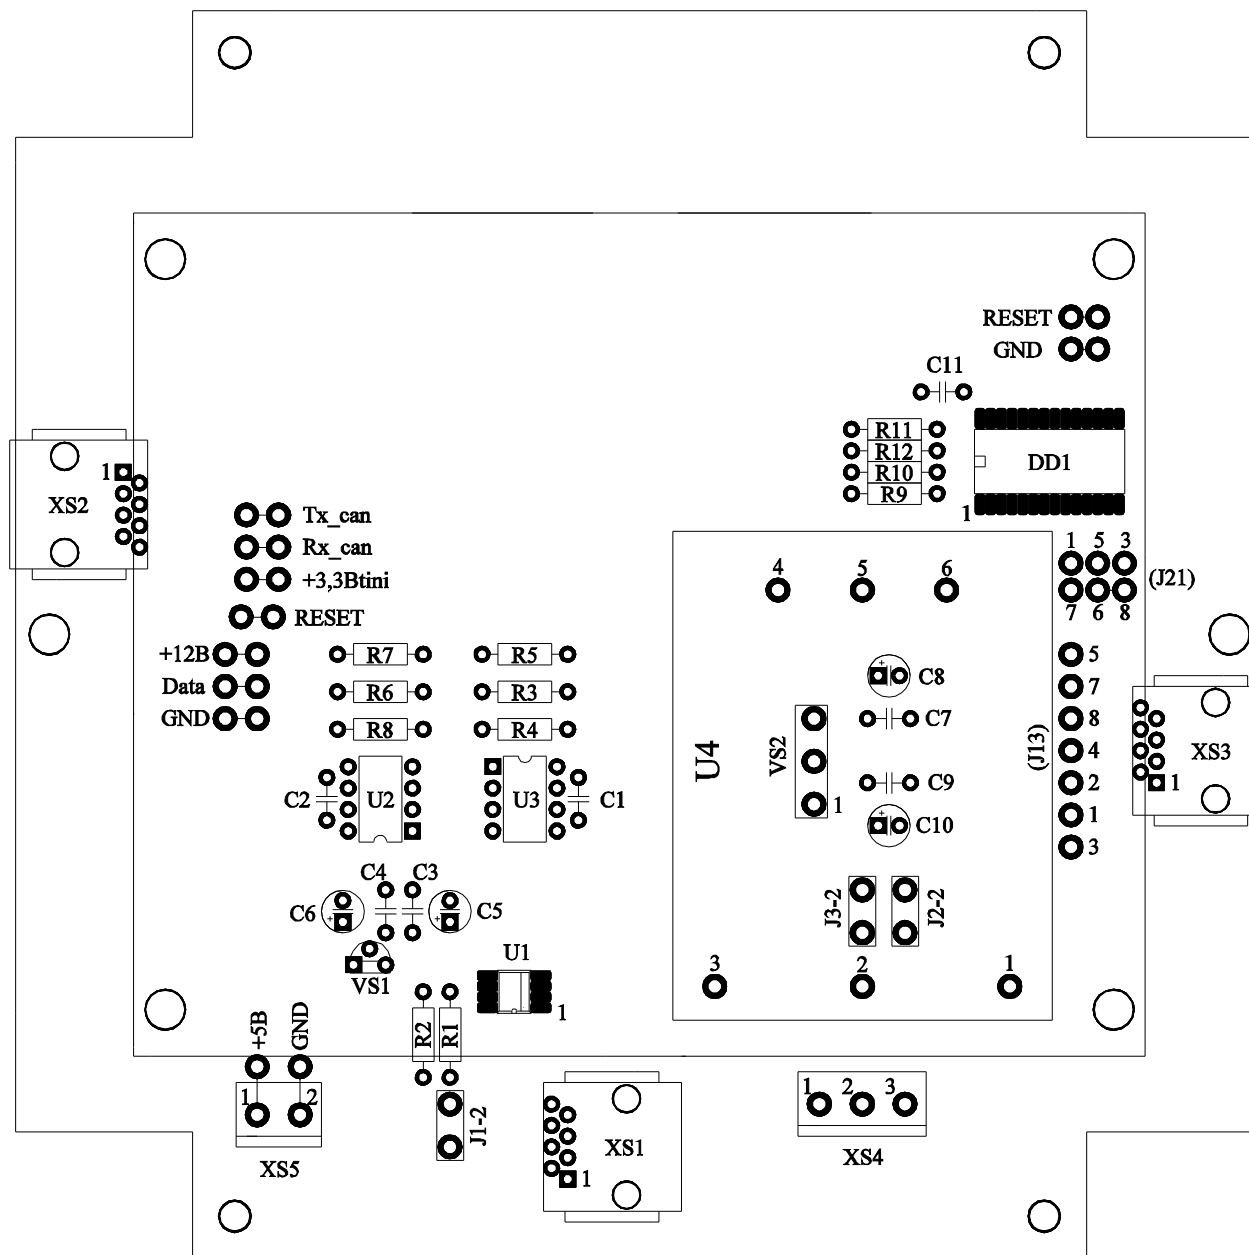 RESET
GND
C11
R11
R12
R10
R9
DD1
1
1
XS2
Tx_can
Rx_can
+3,3Btini
RESET
1 5 3
(J21)
7 6 8
4 5 6
+12B
Data
GND
R7 R5
R6 R3
R8 R4
C8
C7
U4
VS2
1
C9
C10
5
7
8
4
2
1
3
(J13)
XS3
1
C2 U2 U3 C1
C4 C3
C6 C5
VS1
U1
1
J3-2 J2-2
3 2 1
R2 R1
+5B GND
1 2
XS5
J1-2
XS1
1
1 2 3
XS4